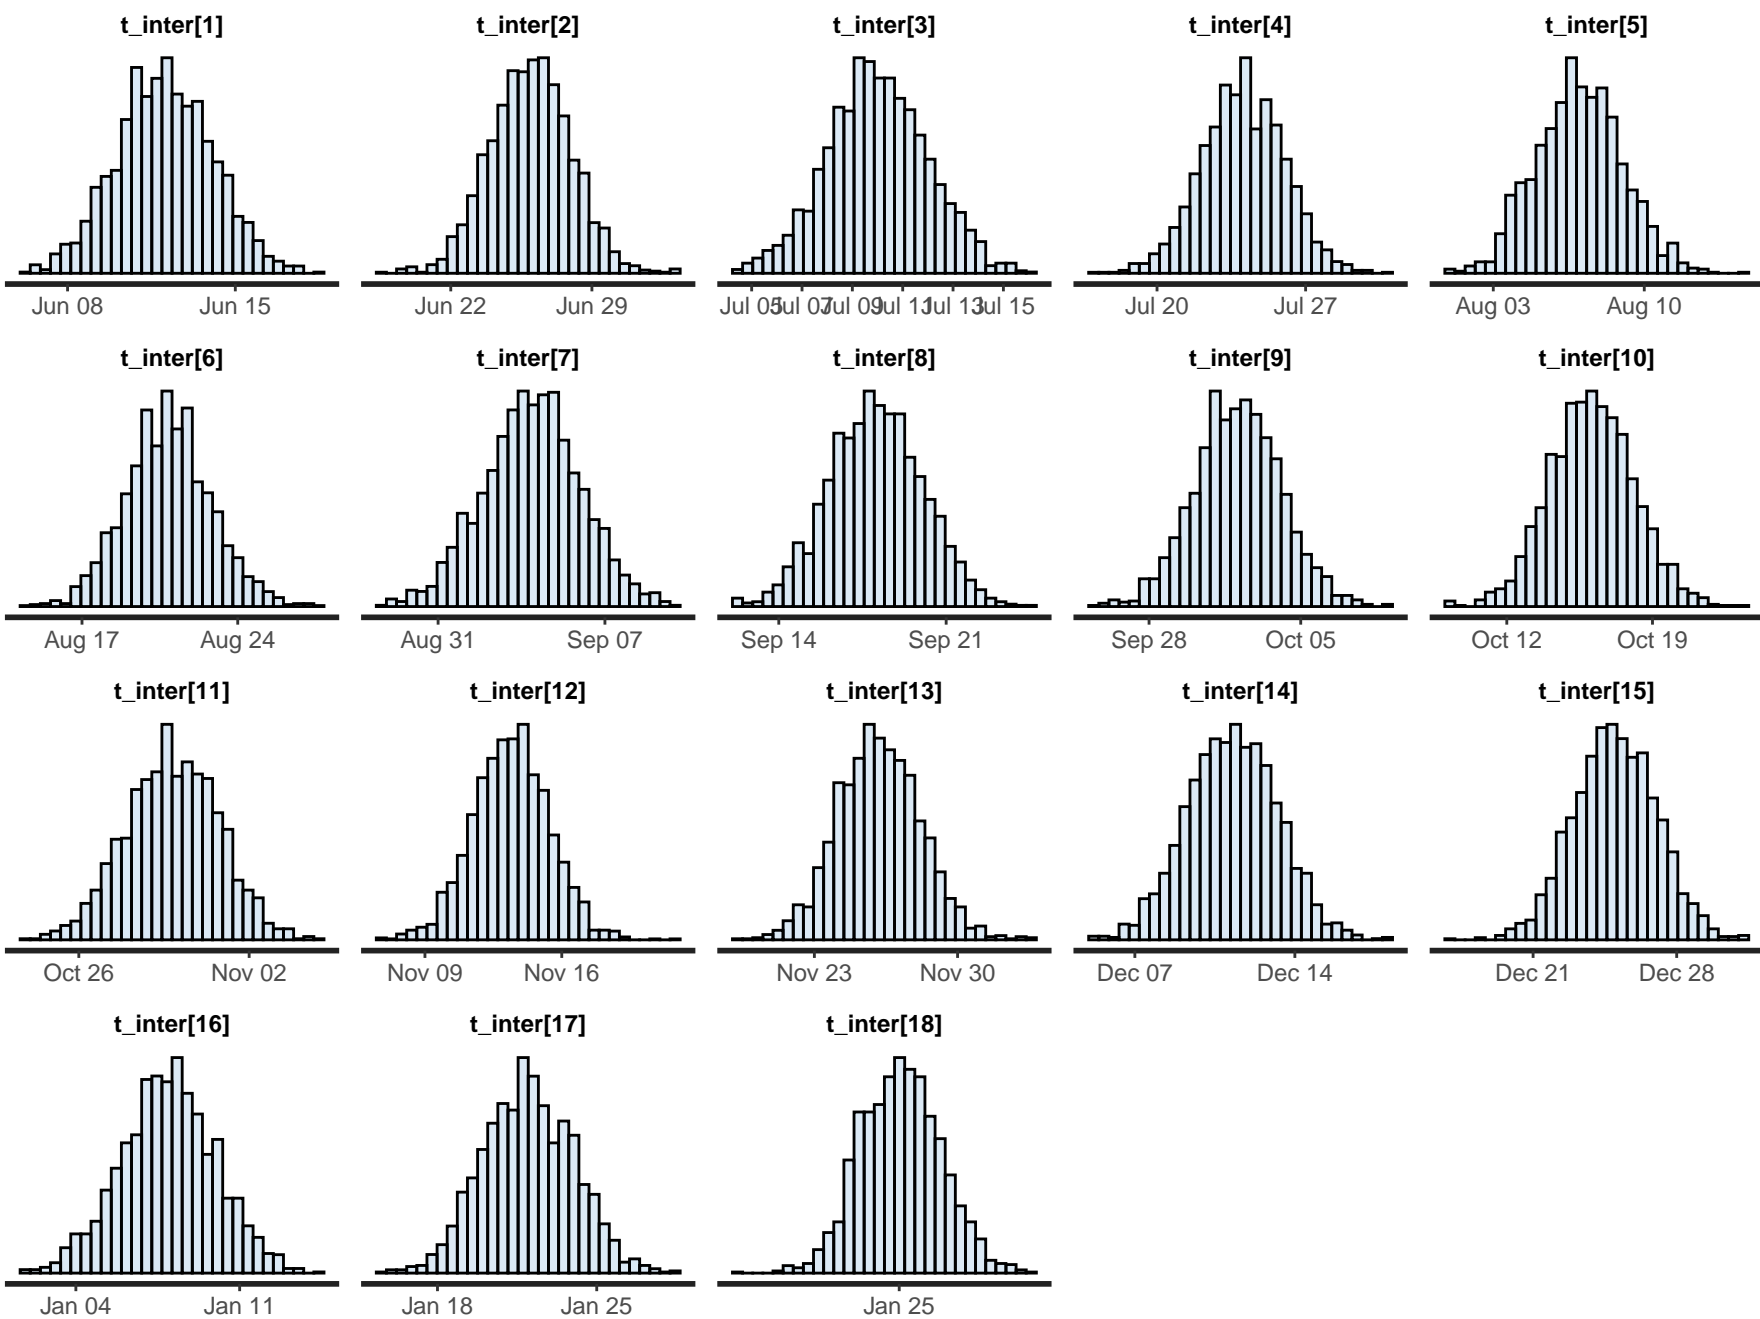 t_inter[1] t_inter[2] t_inter[3] t_inter[4] t_inter[5]
Jun 08 Jun 15 Jun 22 Jun 29 Jul 05 Jul 07 Jul 09 Jul 11 Jul 13 Jul 15 Jul 20 Jul 27 Aug 03 Aug 10
t_inter[6] t_inter[7] t_inter[8] t_inter[9] t_inter[10]
Aug 17 Aug 24 Aug 31 Sep 07 Sep 14 Sep 21 Sep 28 Oct 05 Oct 12 Oct 19
t_inter[11] t_inter[12] t_inter[13] t_inter[14] t_inter[15]
Oct 26 Nov 02 Nov 09 Nov 16 Nov 23 Nov 30 Dec 07 Dec 14 Dec 21 Dec 28
t_inter[16] t_inter[17] t_inter[18]
Jan 04 Jan 11 Jan 18 Jan 25 Jan 25